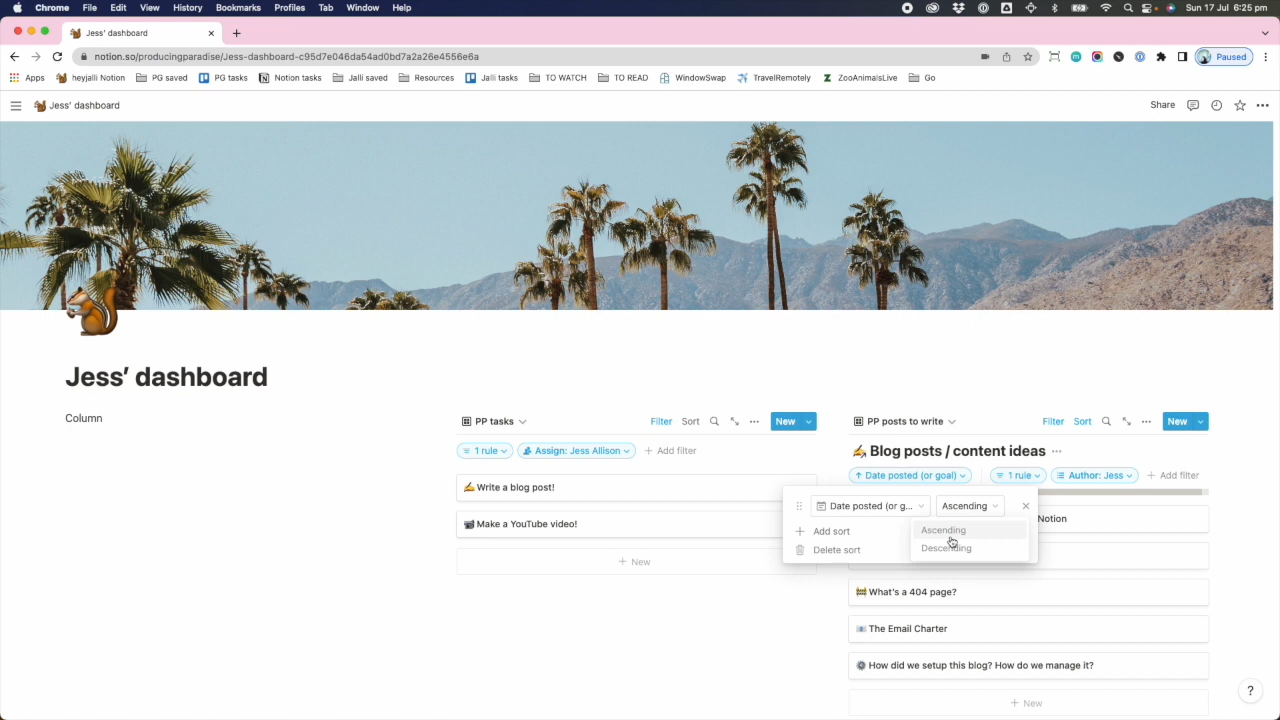 Chrome File Edit View History Bookmarks Profiles Tab Window Help Sun 17 Jul 6:25 pm
Jess' dashboard
notion.so/producingparadise/Jess-dashboard-c95d7e046da54ad0bd7a2a26e4556e6a Paused
Apps heyjalli Notion PG saved PG tasks Notion tasks Jalli saved Resources Jalli tasks TO WATCH TO READ WindowSwap TravelRemotely ZooAnimalsLive Go
Jess' dashboard Share
Jess' dashboard
Column
PP tasks Filter Sort New
1 rule Assign: Jess Allison + Add filter
Write a blog post!
Make a YouTube video!
+ New
PP posts to write Filter Sort New
Blog posts / content ideas
Date posted (or goal) 1 rule Author: Jess + Add filter
Notion
What's a 404 page?
The Email Charter
How did we setup this blog? How do we manage it?
+ New
Date posted (or g... Ascending
+ Add sort
Delete sort
Ascending
Descending
?